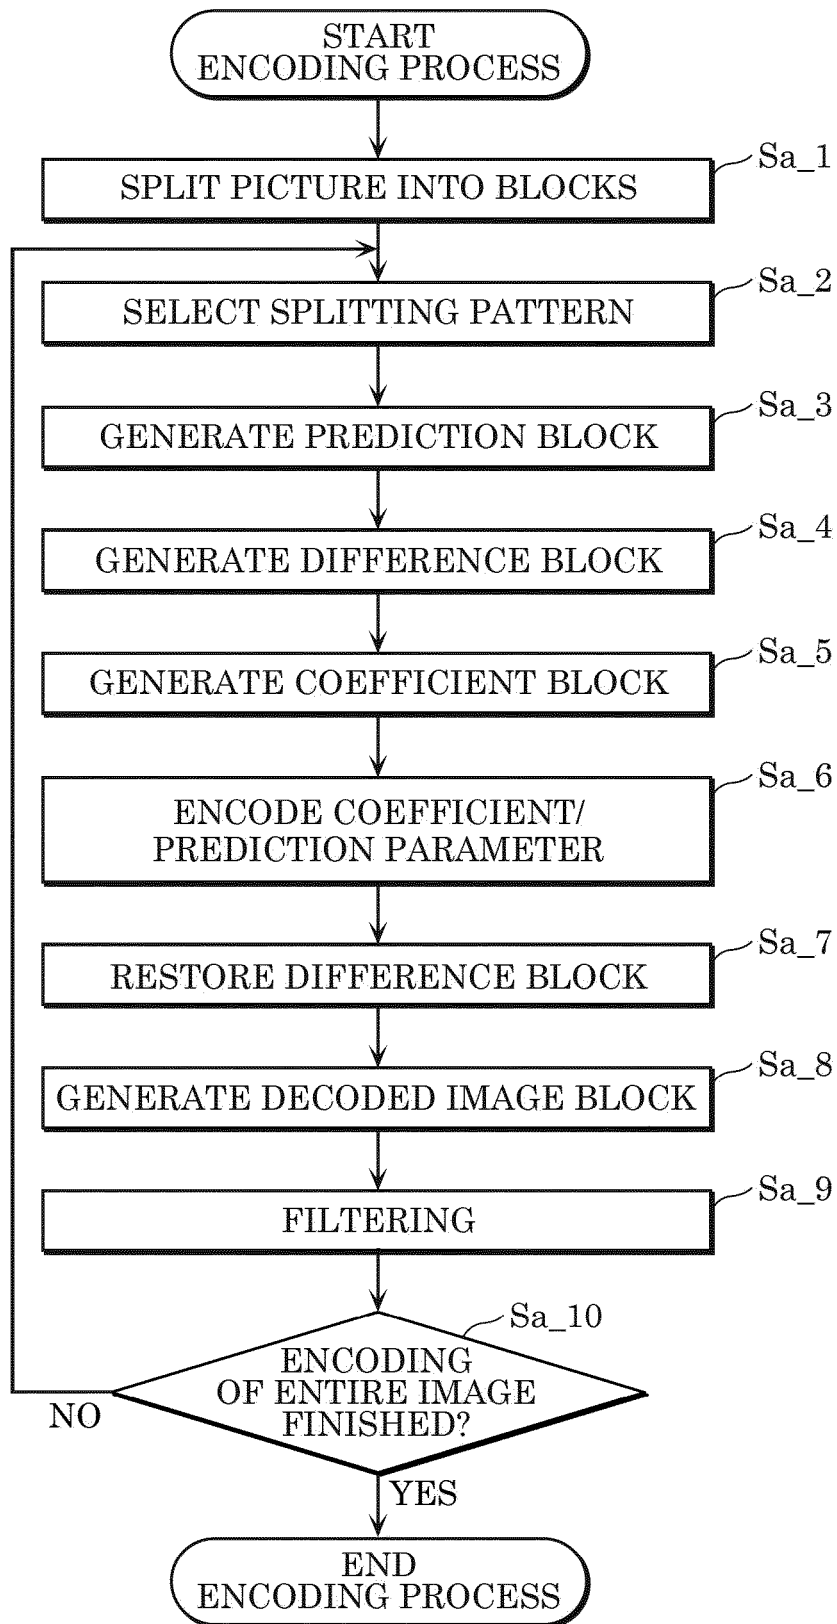 START
ENCODING PROCESS
Sa_1
SPLIT PICTURE INTO BLOCKS
Sa_2
SELECT SPLITTING PATTERN
Sa_3
GENERATE PREDICTION BLOCK
Sa_4
GENERATE DIFFERENCE BLOCK
Sa_5
GENERATE COEFFICIENT BLOCK
Sa_6
ENCODE COEFFICIENT/
PREDICTION PARAMETER
Sa_7
RESTORE DIFFERENCE BLOCK
Sa_8
GENERATE DECODED IMAGE BLOCK
Sa_9
FILTERING
Sa_10
ENCODING
OF ENTIRE IMAGE
FINISHED?
NO
YES
END
ENCODING PROCESS